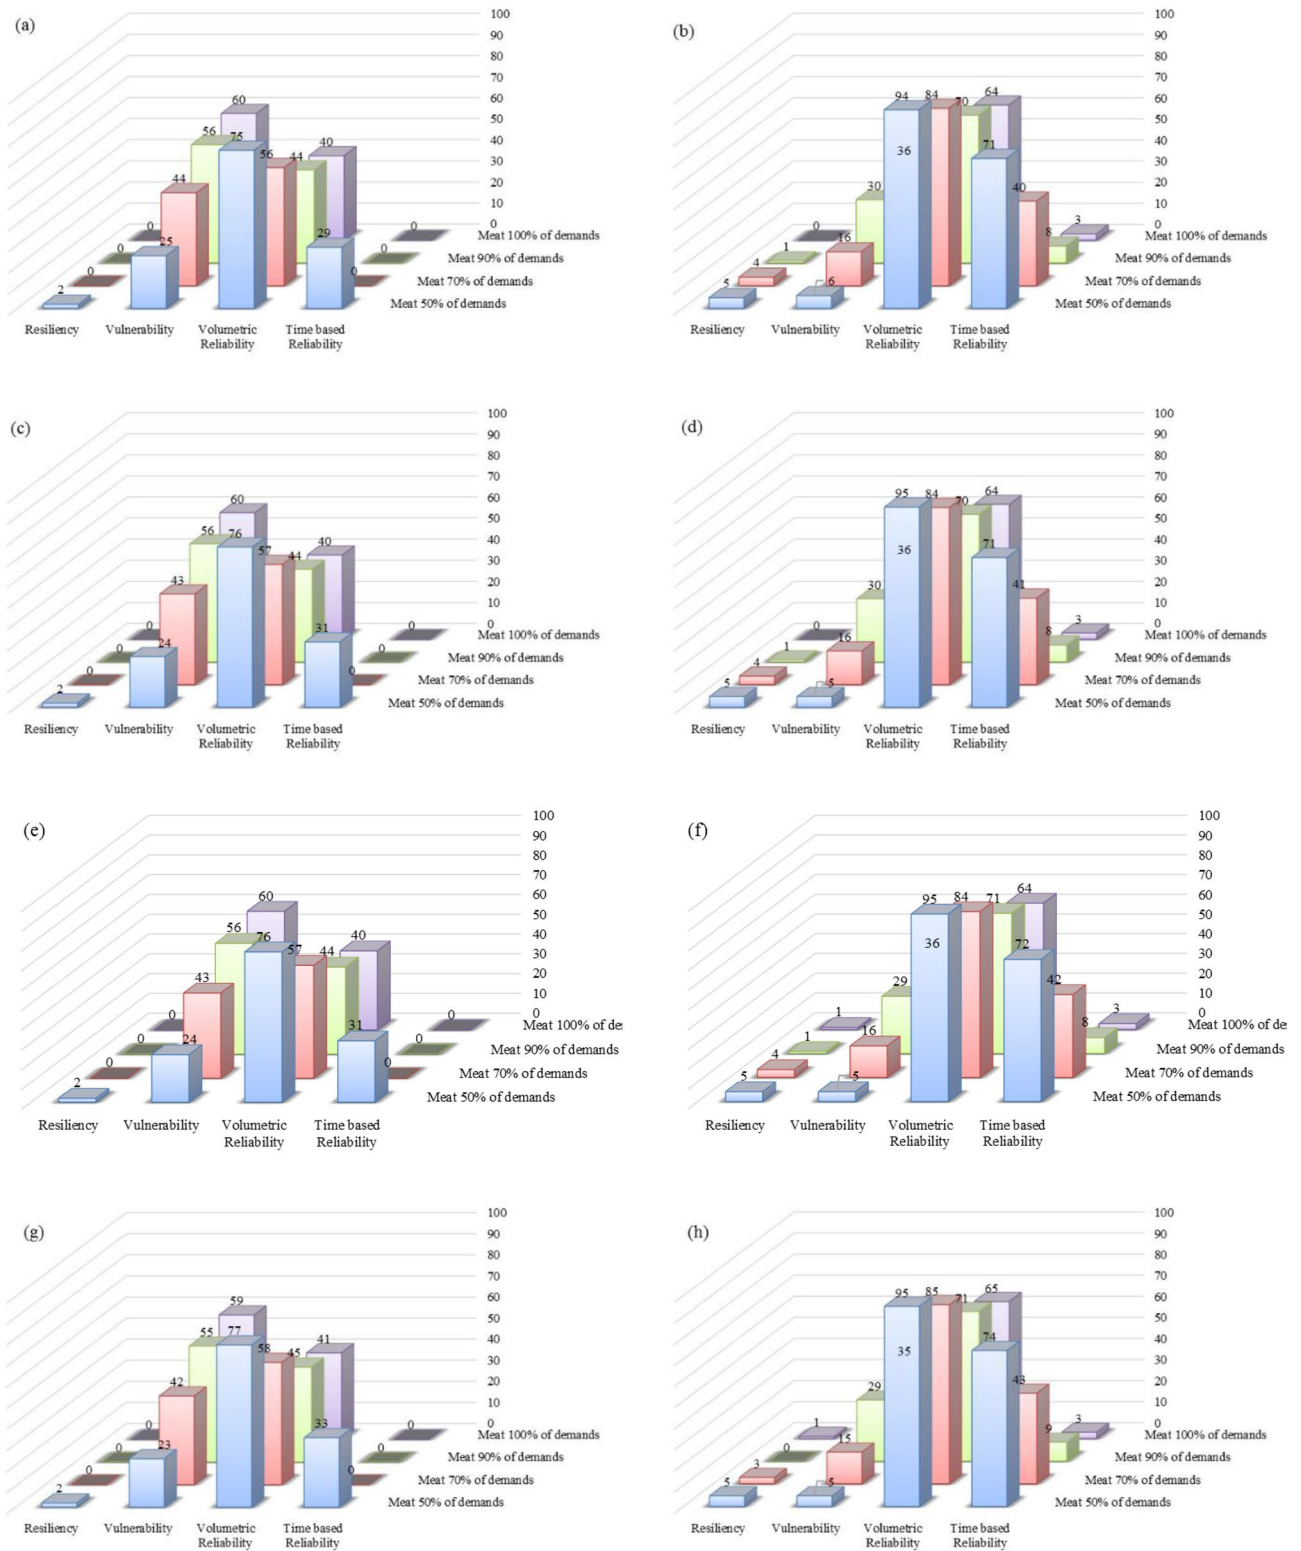 (a)
100
90
80
70
60
50
40
30
20
10
0
60
56 75
44 56 44 40
25 29
2 0 0 0 0 0 0
Meat 100% of demands
Meat 90% of demands
Meat 70% of demands
Meat 50% of demands
Resiliency Vulnerability Volumetric Time based
Reliability Reliability
(b)
100
90
80
70
60
50
40
30
20
10
0
94 84 70 64
36 71
30 40
0 16 8 3
1
4
5 6
Meat 100% of demands
Meat 90% of demands
Meat 70% of demands
Meat 50% of demands
Resiliency Vulnerability Volumetric Time based
Reliability Reliability
(c)
100
90
80
70
60
50
40
30
20
10
0
60
56 76
43 57 44 40
24 31
2 0 0 0 0 0 0
Meat 100% of demands
Meat 90% of demands
Meat 70% of demands
Meat 50% of demands
Resiliency Vulnerability Volumetric Time based
Reliability Reliability
(d)
100
90
80
70
60
50
40
30
20
10
0
95 84 70 64
36 71
30 41
0 16 8 3
1
4
5 5
Meat 100% of demands
Meat 90% of demands
Meat 70% of demands
Meat 50% of demands
Resiliency Vulnerability Volumetric Time based
Reliability Reliability
(e)
100
90
80
70
60
50
40
30
20
10
0
60
56 76
43 57 44 40
24 31
2 0 0 0 0 0 0
Meat 100% of de
Meat 90% of demands
Meat 70% of demands
Meat 50% of demands
Resiliency Vulnerability Volumetric Time based
Reliability Reliability
(f)
100
90
80
70
60
50
40
30
20
10
0
95 84 71 64
36 72
29 42
1 16 8 3
1
4
5 5
Meat 100% of de
Meat 90% of demands
Meat 70% of demands
Meat 50% of demands
Resiliency Vulnerability Volumetric Time based
Reliability Reliability
(g)
100
90
80
70
60
50
40
30
20
10
0
59
55 77
42 58 45 41
23 33
2 0 0 0 0 0 0
Meat 100% of demands
Meat 90% of demands
Meat 70% of demands
Meat 50% of demands
Resiliency Vulnerability Volumetric Time based
Reliability Reliability
(h)
100
90
80
70
60
50
40
30
20
10
0
95 85 71 65
35 74
29 43
1 15 9 3
0
3
5 5
Meat 100% of demands
Meat 90% of demands
Meat 70% of demands
Meat 50% of demands
Resiliency Vulnerability Volumetric Time based
Reliability Reliability